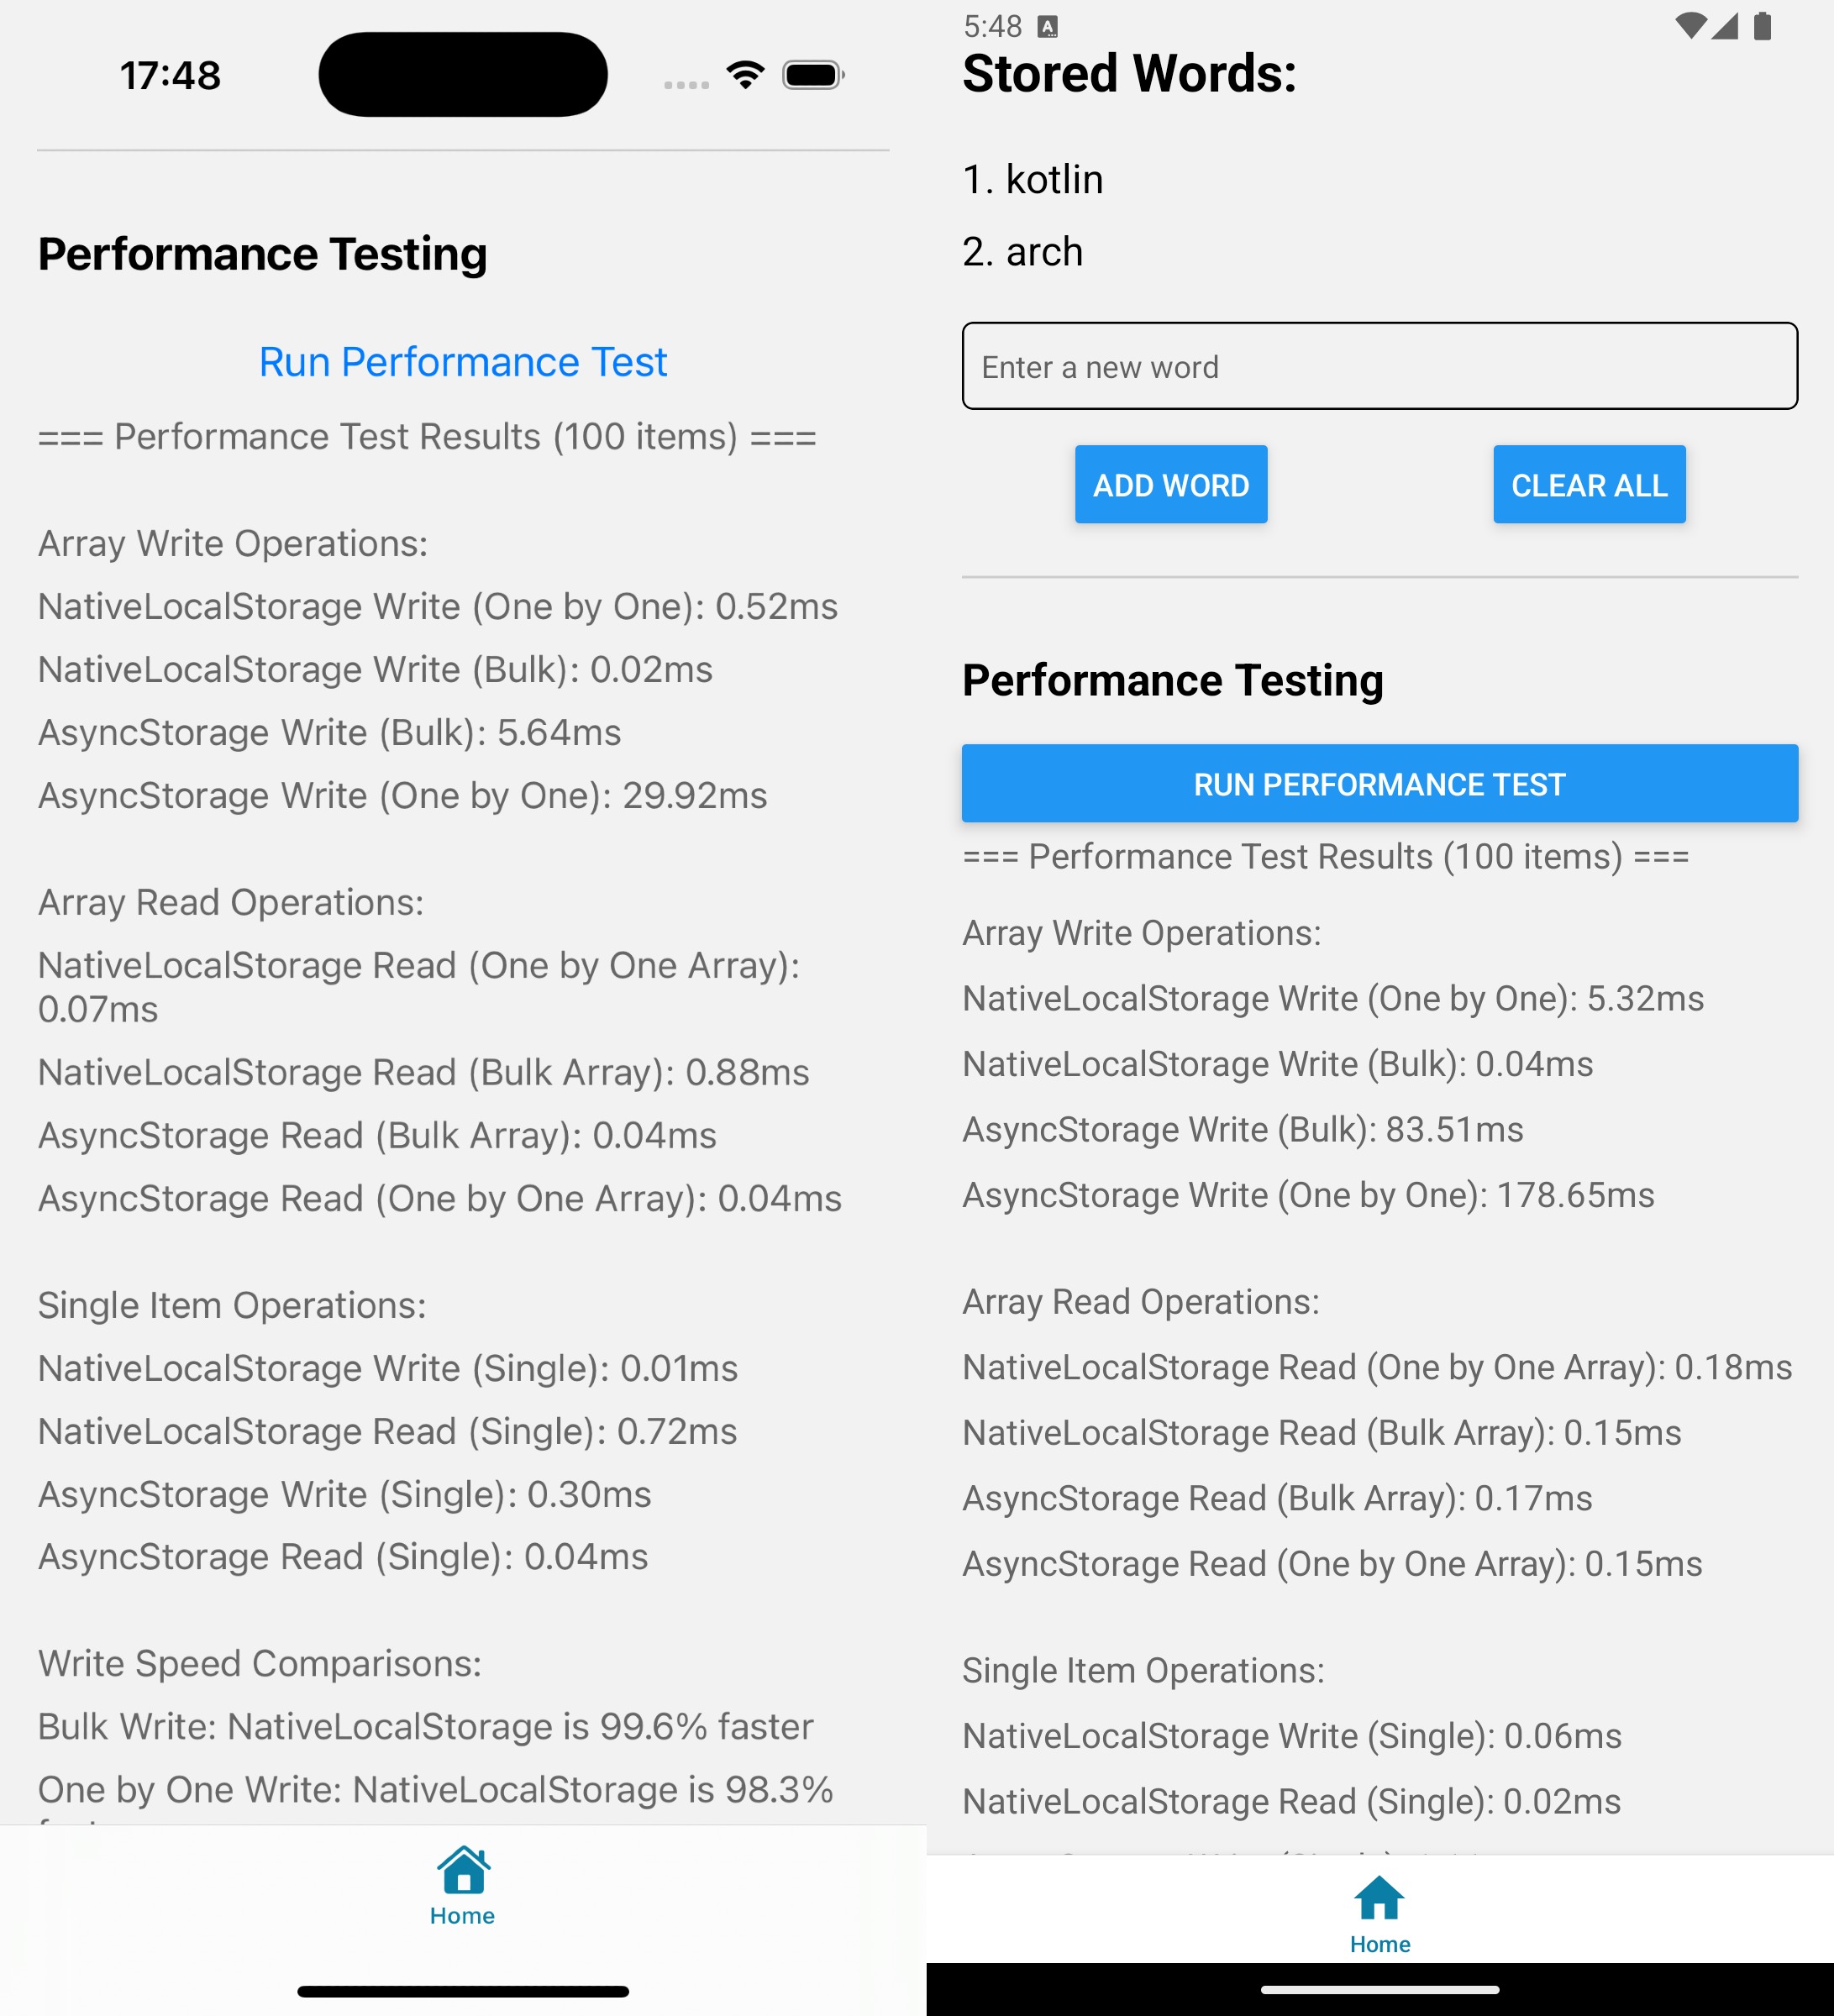 17:48
Performance Testing
Run Performance Test
=== Performance Test Results (100 items) ===
Array Write Operations:
NativeLocalStorage Write (One by One): 0.52ms
NativeLocalStorage Write (Bulk): 0.02ms
AsyncStorage Write (Bulk): 5.64ms
AsyncStorage Write (One by One): 29.92ms
Array Read Operations:
NativeLocalStorage Read (One by One Array):
0.07ms
NativeLocalStorage Read (Bulk Array): 0.88ms
AsyncStorage Read (Bulk Array): 0.04ms
AsyncStorage Read (One by One Array): 0.04ms
Single Item Operations:
NativeLocalStorage Write (Single): 0.01ms
NativeLocalStorage Read (Single): 0.72ms
AsyncStorage Write (Single): 0.30ms
AsyncStorage Read (Single): 0.04ms
Write Speed Comparisons:
Bulk Write: NativeLocalStorage is 99.6% faster
One by One Write: NativeLocalStorage is 98.3%
Home
5:48 A
Stored Words:
1. kotlin
2. arch
Enter a new word
ADD WORD CLEAR ALL
Performance Testing
RUN PERFORMANCE TEST
=== Performance Test Results (100 items) ===
Array Write Operations:
NativeLocalStorage Write (One by One): 5.32ms
NativeLocalStorage Write (Bulk): 0.04ms
AsyncStorage Write (Bulk): 83.51ms
AsyncStorage Write (One by One): 178.65ms
Array Read Operations:
NativeLocalStorage Read (One by One Array): 0.18ms
NativeLocalStorage Read (Bulk Array): 0.15ms
AsyncStorage Read (Bulk Array): 0.17ms
AsyncStorage Read (One by One Array): 0.15ms
Single Item Operations:
NativeLocalStorage Write (Single): 0.06ms
NativeLocalStorage Read (Single): 0.02ms
Home